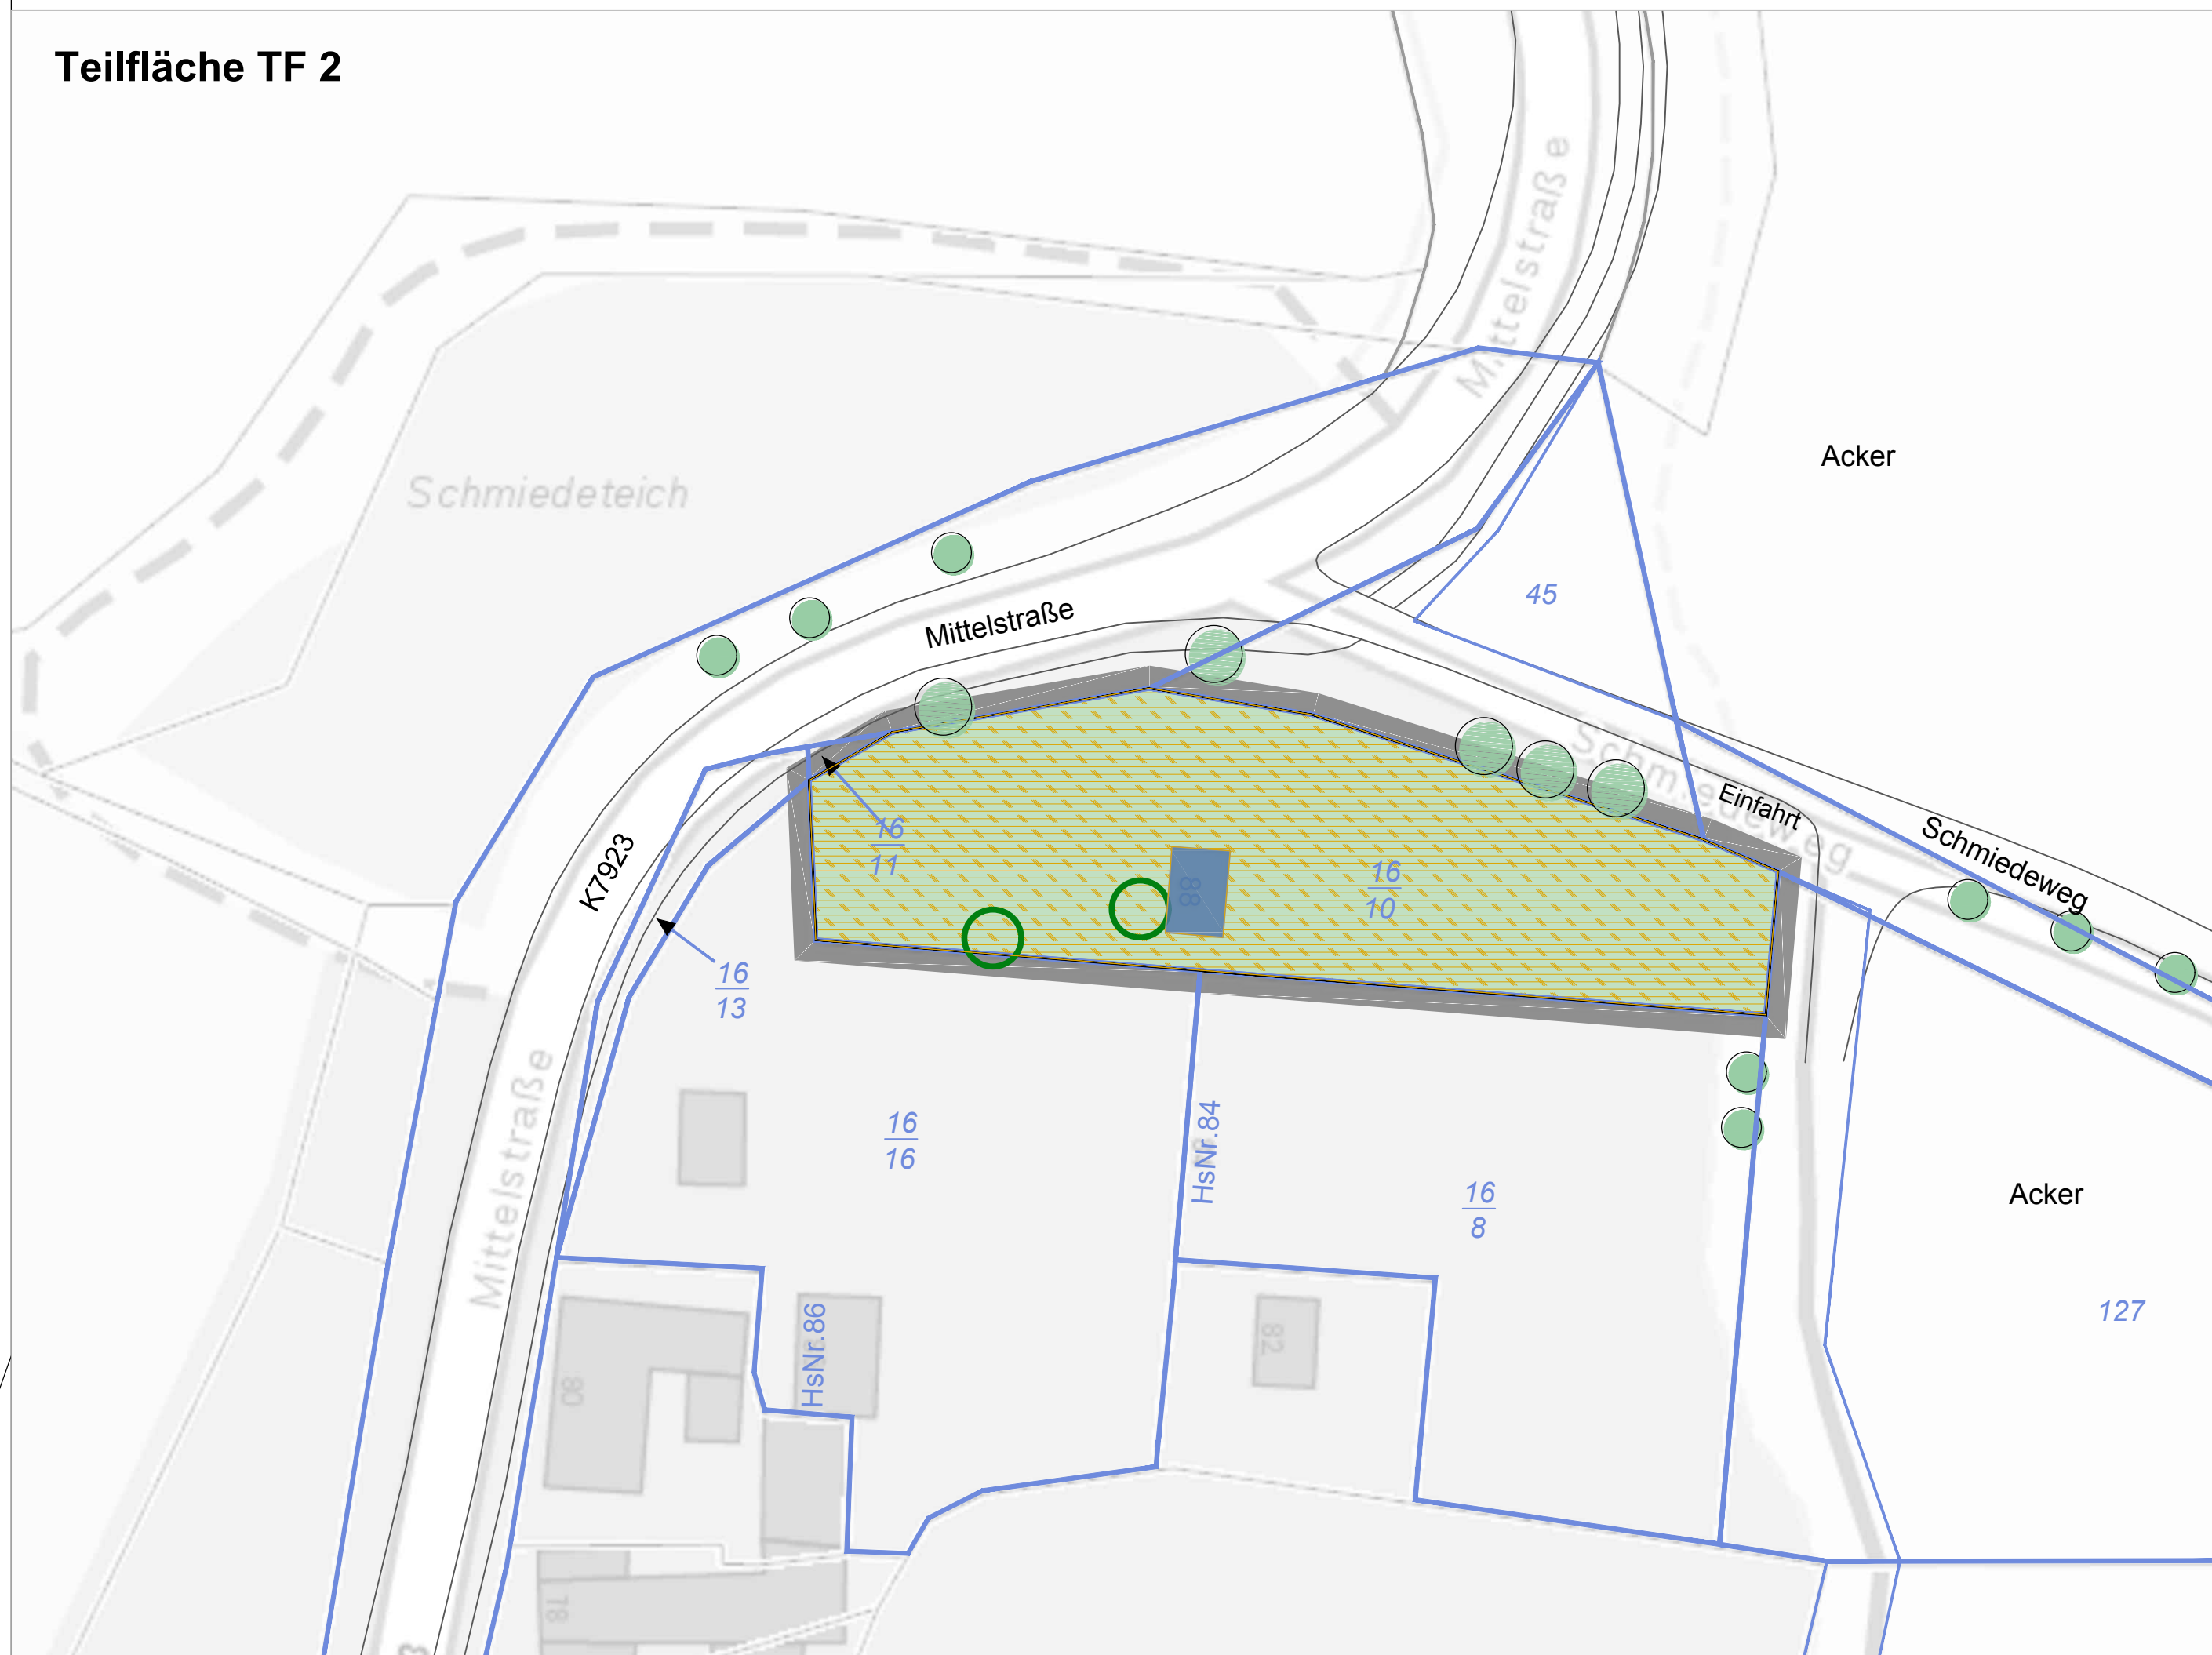 Teilfläche TF 2
Mittelstraße
Acker
Schmiedeteich
45
Mittelstraße
Schmiedeweg
Einfahrt
Schmiedeweg
K7923
16
11
88
16
10
16
13
Mittelstraße
16
16
HsNr.84
16
8
Acker
127
HsNr.86
82
80
78